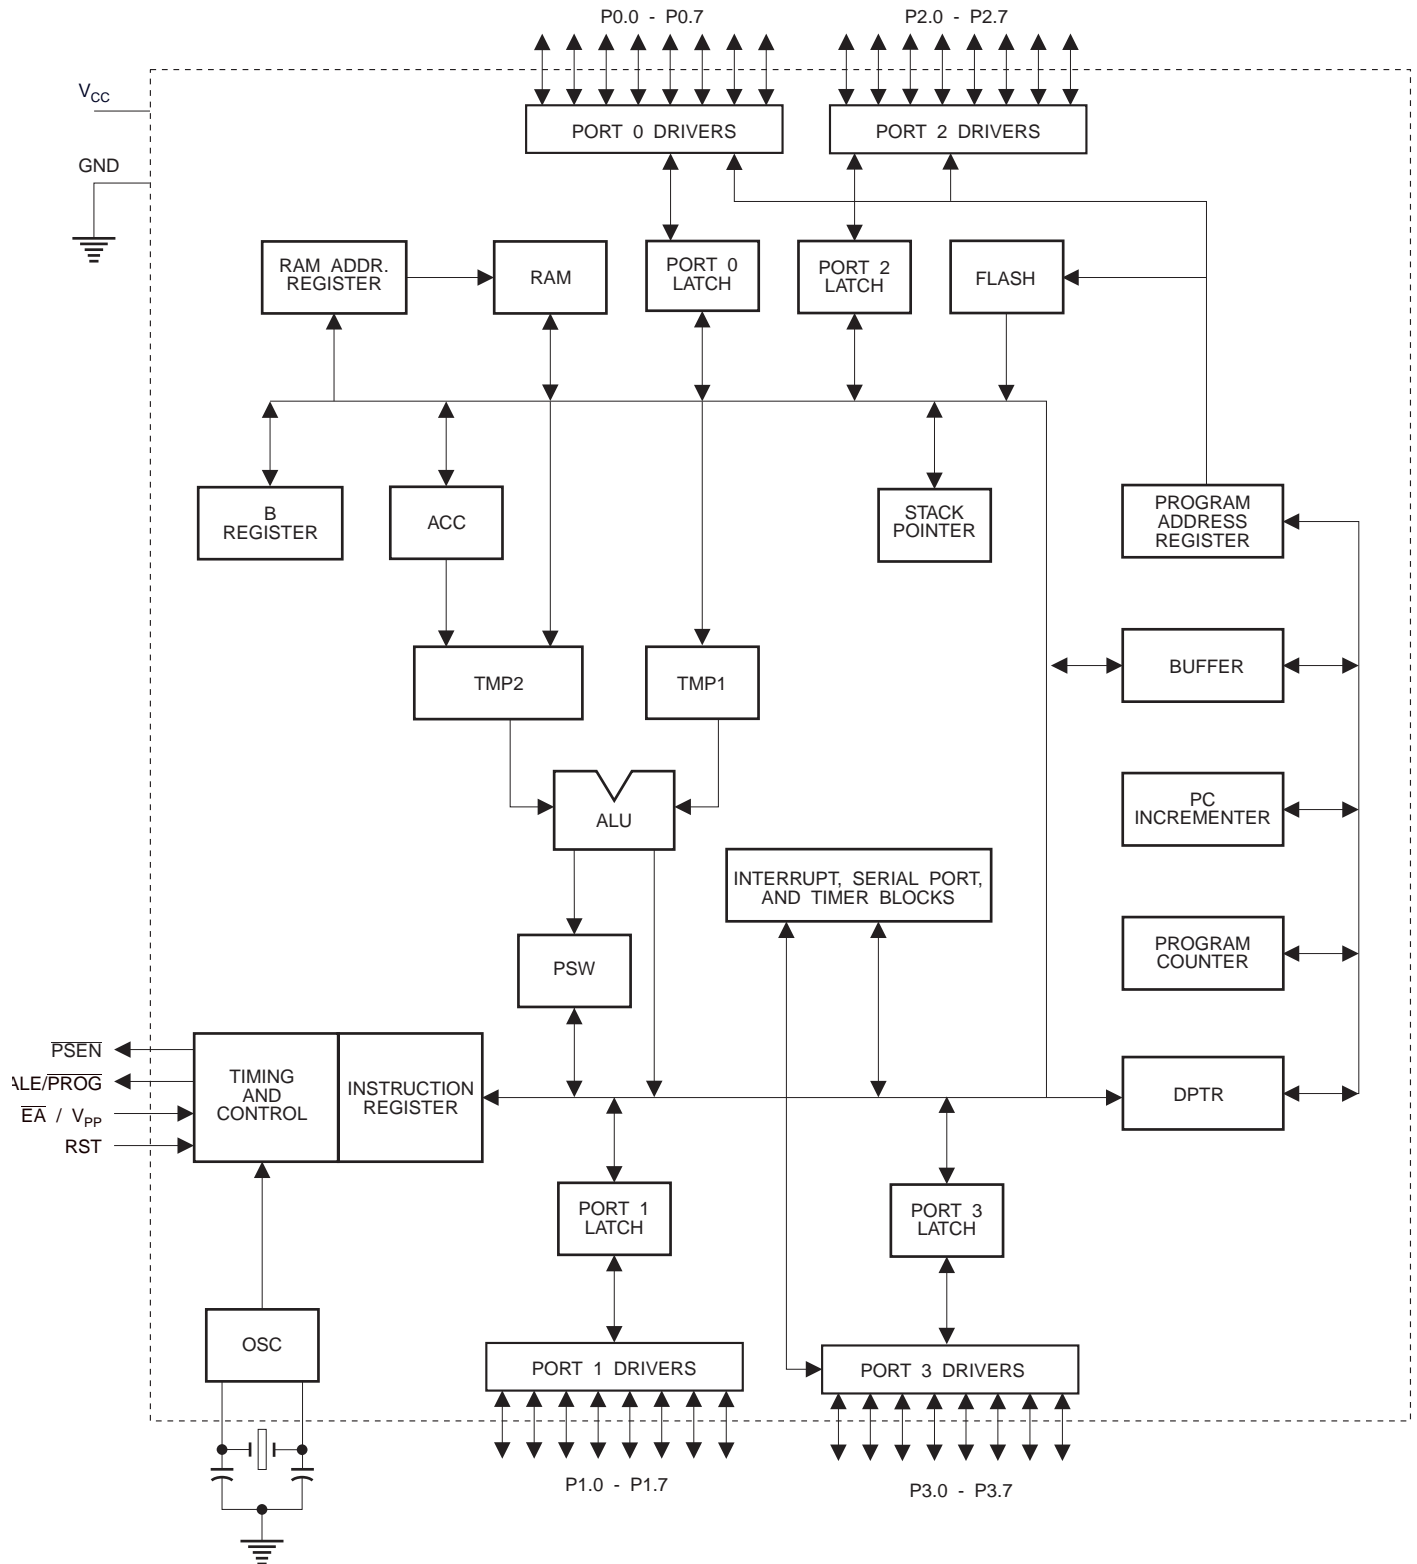 P0.0 - P0.7
P2.0 - P2.7
VCC
GND
PORT 0 DRIVERS
PORT 2 DRIVERS
RAM ADDR.
REGISTER
RAM
PORT 0
LATCH
PORT 2
LATCH
FLASH
B
REGISTER
ACC
STACK
POINTER
PROGRAM
ADDRESS
REGISTER
TMP2
TMP1
BUFFER
ALU
PC
INCREMENTER
INTERRUPT, SERIAL PORT,
AND TIMER BLOCKS
PSW
PROGRAM
COUNTER
PSEN
ALE/PROG
EA / VPP
RST
TIMING
AND
CONTROL
INSTRUCTION
REGISTER
DPTR
PORT 1
LATCH
PORT 3
LATCH
OSC
PORT 1 DRIVERS
PORT 3 DRIVERS
P1.0 - P1.7
P3.0 - P3.7